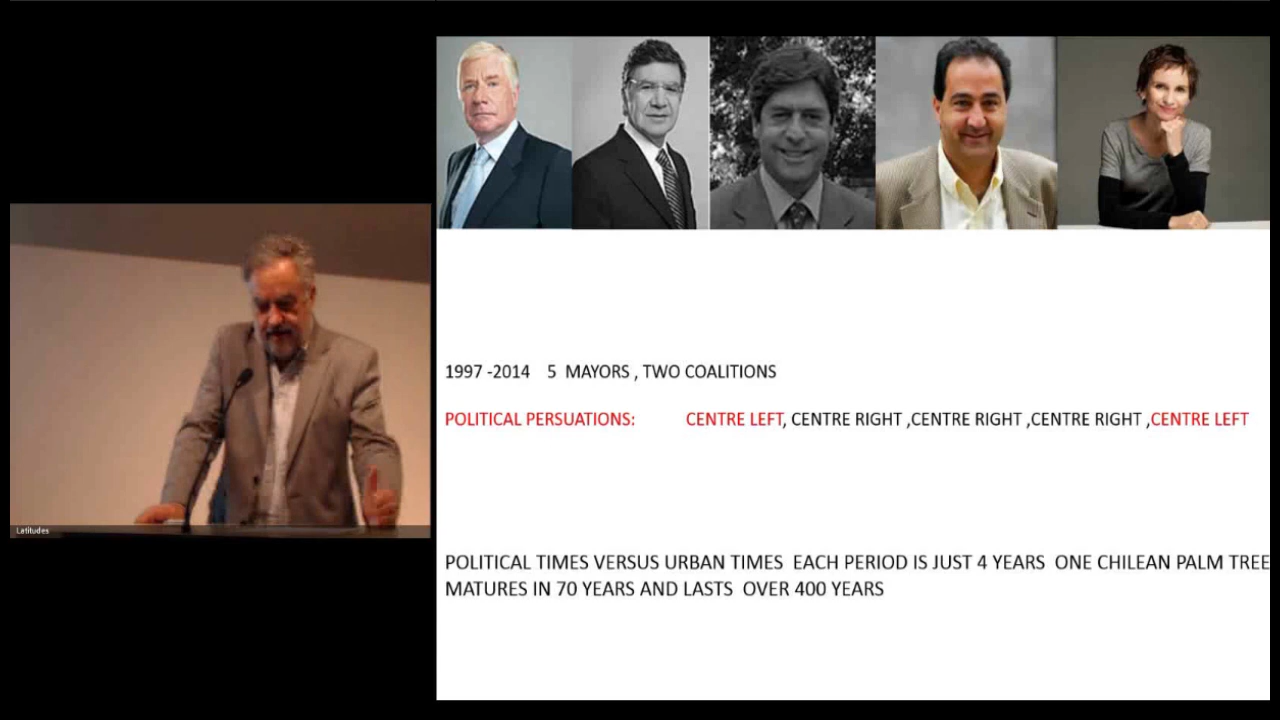 1997 -2014 5 MAYORS , TWO COALITIONS
POLITICAL PERSUATIONS: CENTRE LEFT, CENTRE RIGHT ,CENTRE RIGHT ,CENTRE RIGHT ,CENTRE LEFT
POLITICAL TIMES VERSUS URBAN TIMES EACH PERIOD IS JUST 4 YEARS ONE CHILEAN PALM TREE
MATURES IN 70 YEARS AND LASTS OVER 400 YEARS
Latitudes